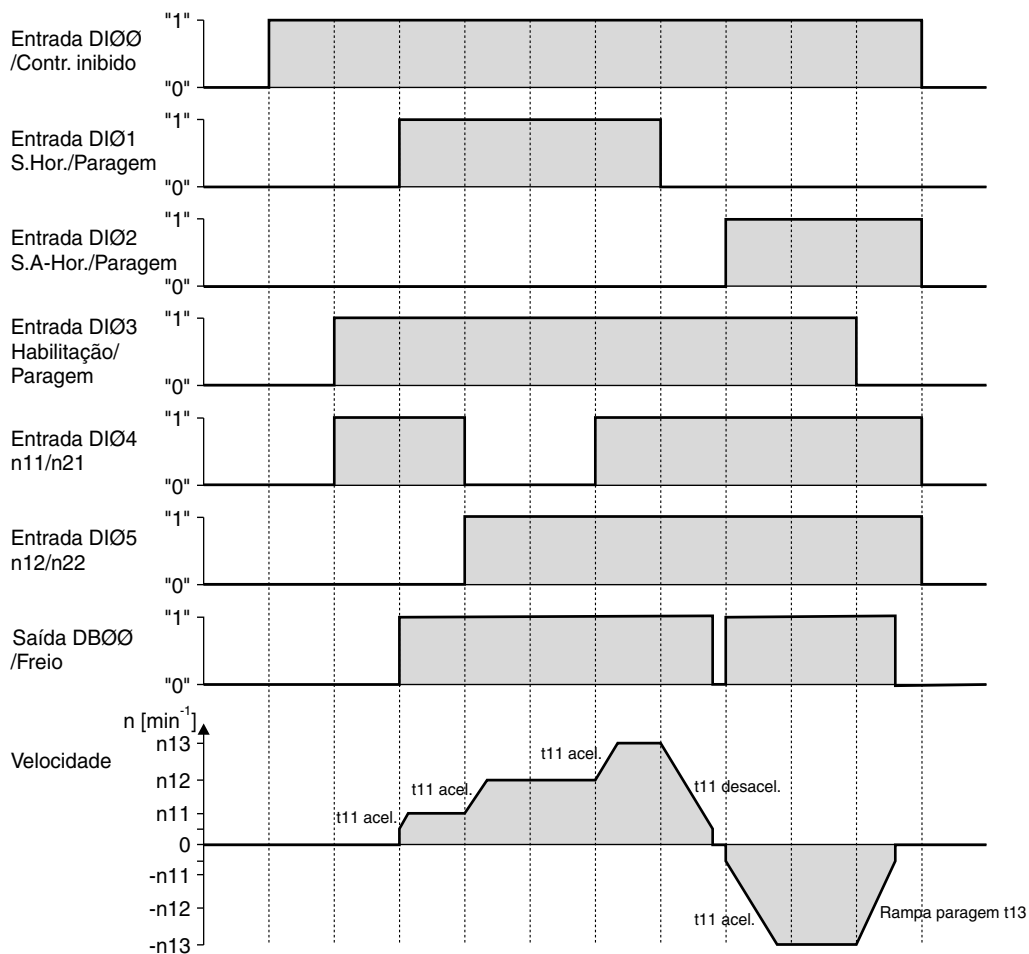 Entrada DIØØ
/Contr. inibido
"1"
"0"
Entrada DIØ1
S.Hor./Paragem
"1"
"0"
Entrada DIØ2
S.A-Hor./Paragem
"1"
"0"
Entrada DIØ3
Habilitação/
Paragem
"1"
"0"
Entrada DIØ4
n11/n21
"1"
"0"
Entrada DIØ5
n12/n22
"1"
"0"
Saída DBØØ
/Freio
"1"
"0"
n [min⁻¹]
Velocidade
n13
n12
n11
0
-n11
-n12
-n13
t11 acel.
t11 acel.
t11 acel.
t11 desacel.
t11 acel.
Rampa paragem t13